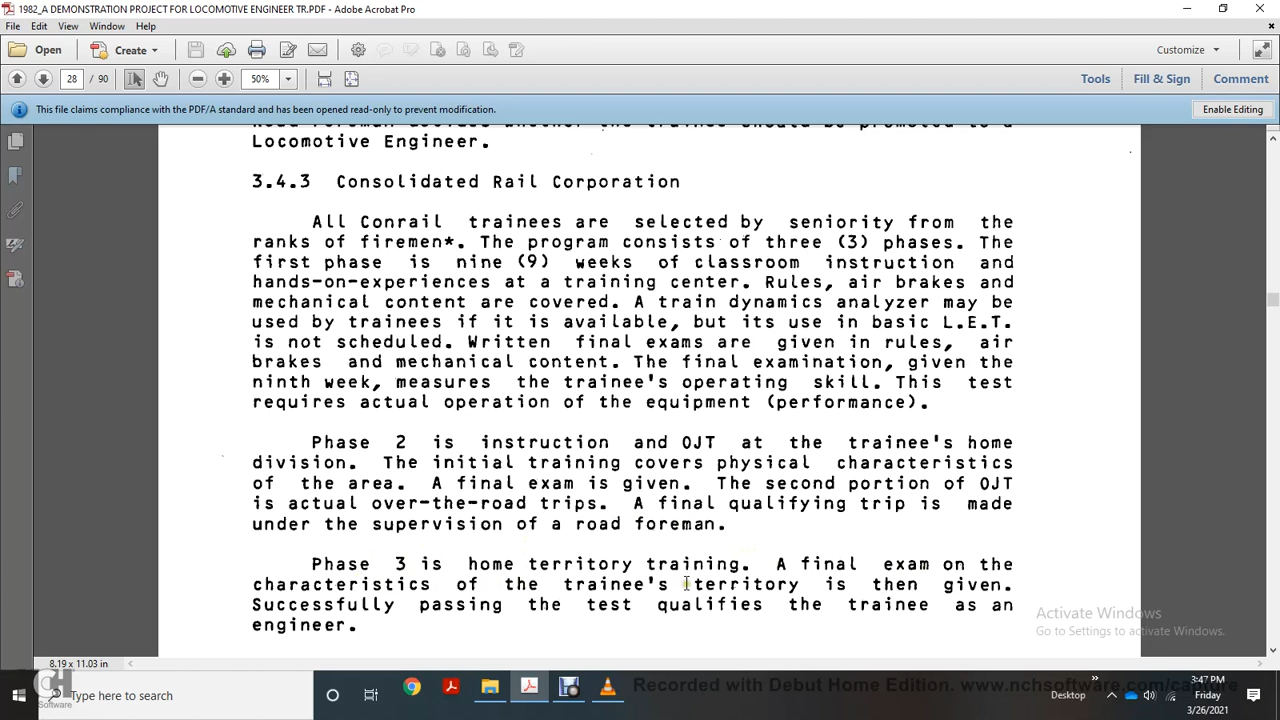 1982_A DEMONSTRATION PROJECT FOR LOCOMOTIVE ENGINEER TR.PDF - Adobe Acrobat Pro
File Edit View Window Help
Open Create Customize
28 / 90 50% Tools Fill & Sign Comment
This file claims compliance with the PDF/A standard and has been opened read-only to prevent modification. Enable Editing
Locomotive Engineer.
3.4.3 Consolidated Rail Corporation
All Conrail trainees are selected by seniority from the
ranks of firemen*. The program consists of three (3) phases. The
first phase is nine (9) weeks of classroom instruction and
hands-on-experiences at a training center. Rules, air brakes and
mechanical content are covered. A train dynamics analyzer may be
used by trainees if it is available, but its use in basic L.E.T.
is not scheduled. Written final exams are given in rules, air
brakes and mechanical content. The final examination, given the
ninth week, measures the trainee's operating skill. This test
requires actual operation of the equipment (performance).
Phase 2 is instruction and OJT at the trainee's home
division. The initial training covers physical characteristics
of the area. A final exam is given. The second portion of OJT
is actual over-the-road trips. A final qualifying trip is made
under the supervision of a road foreman.
Phase 3 is home territory training. A final exam on the
characteristics of the trainee's territory is then given.
Successfully passing the test qualifies the trainee as an
engineer.
Activate Windows
Go to Settings to activate Windows.
8.19 x 11.03 in
Type here to search
Software
Recorded with Debut Home Edition. www.nchsoftware.com/capture
Desktop
3:47 PM
Friday
3/26/2021